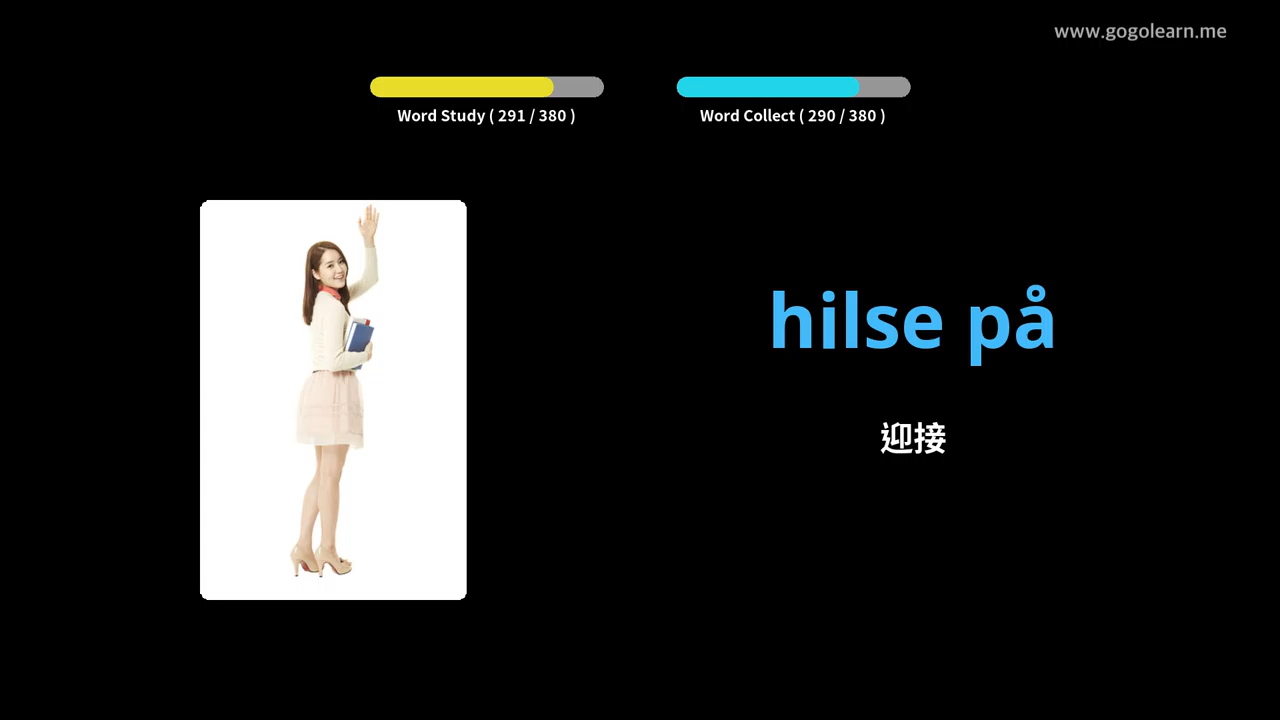 www.gogolearn.me
Word Study ( 291 / 380 )
Word Collect ( 290 / 380 )
hilse på
迎接